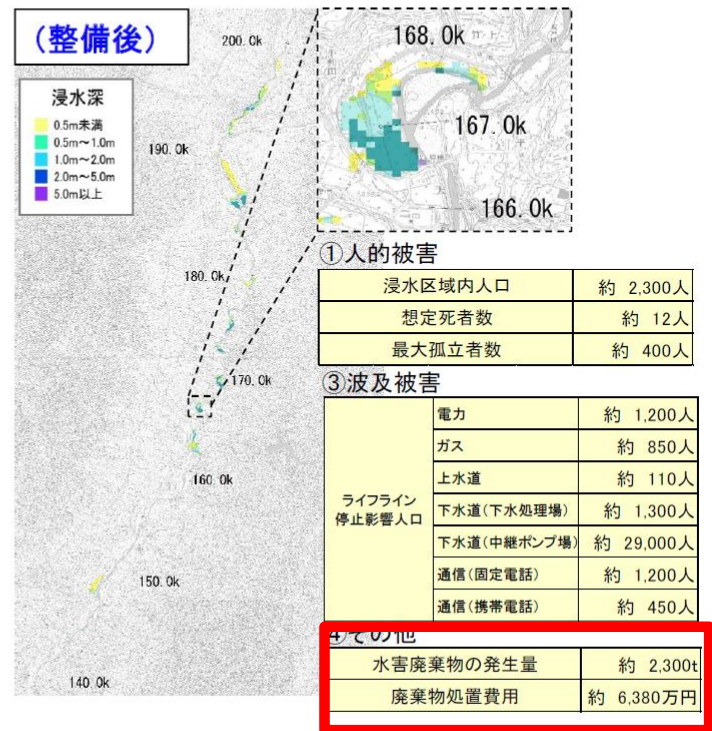 (整備後)
浸水深
0.5m未満
0.5m〜1.0m
1.0m〜2.0m
2.0m〜5.0m
5.0m以上
200.0k
190.0k
180.0k
170.0k
160.0k
150.0k
140.0k
168.0k
167.0k
166.0k
①人的被害
浸水区域内人口 約 2,300人
想定死者数 約 12人
最大孤立者数 約 400人
③波及被害
ライフライン
停止影響人口
電力 約 1,200人
ガス 約 850人
上水道 約 110人
下水道(下水処理場) 約 1,300人
下水道(中継ポンプ場) 約 29,000人
通信(固定電話) 約 1,200人
通信(携帯電話) 約 450人
④その他
水害廃棄物の発生量 約 2,300t
廃棄物処置費用 約 6,380万円